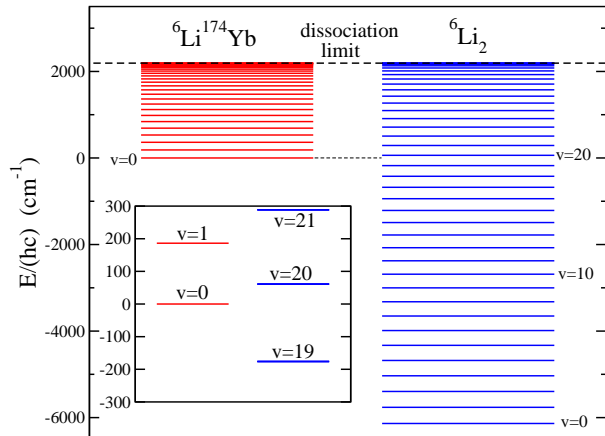 ⁶Li¹⁷⁴Yb
dissociation
limit
⁶Li₂
E/(hc) (cm⁻¹)
2000
0
-2000
-4000
-6000
v=0
v=20
v=10
v=0
300
200
100
0
-100
-200
-300
v=1
v=0
v=21
v=20
v=19